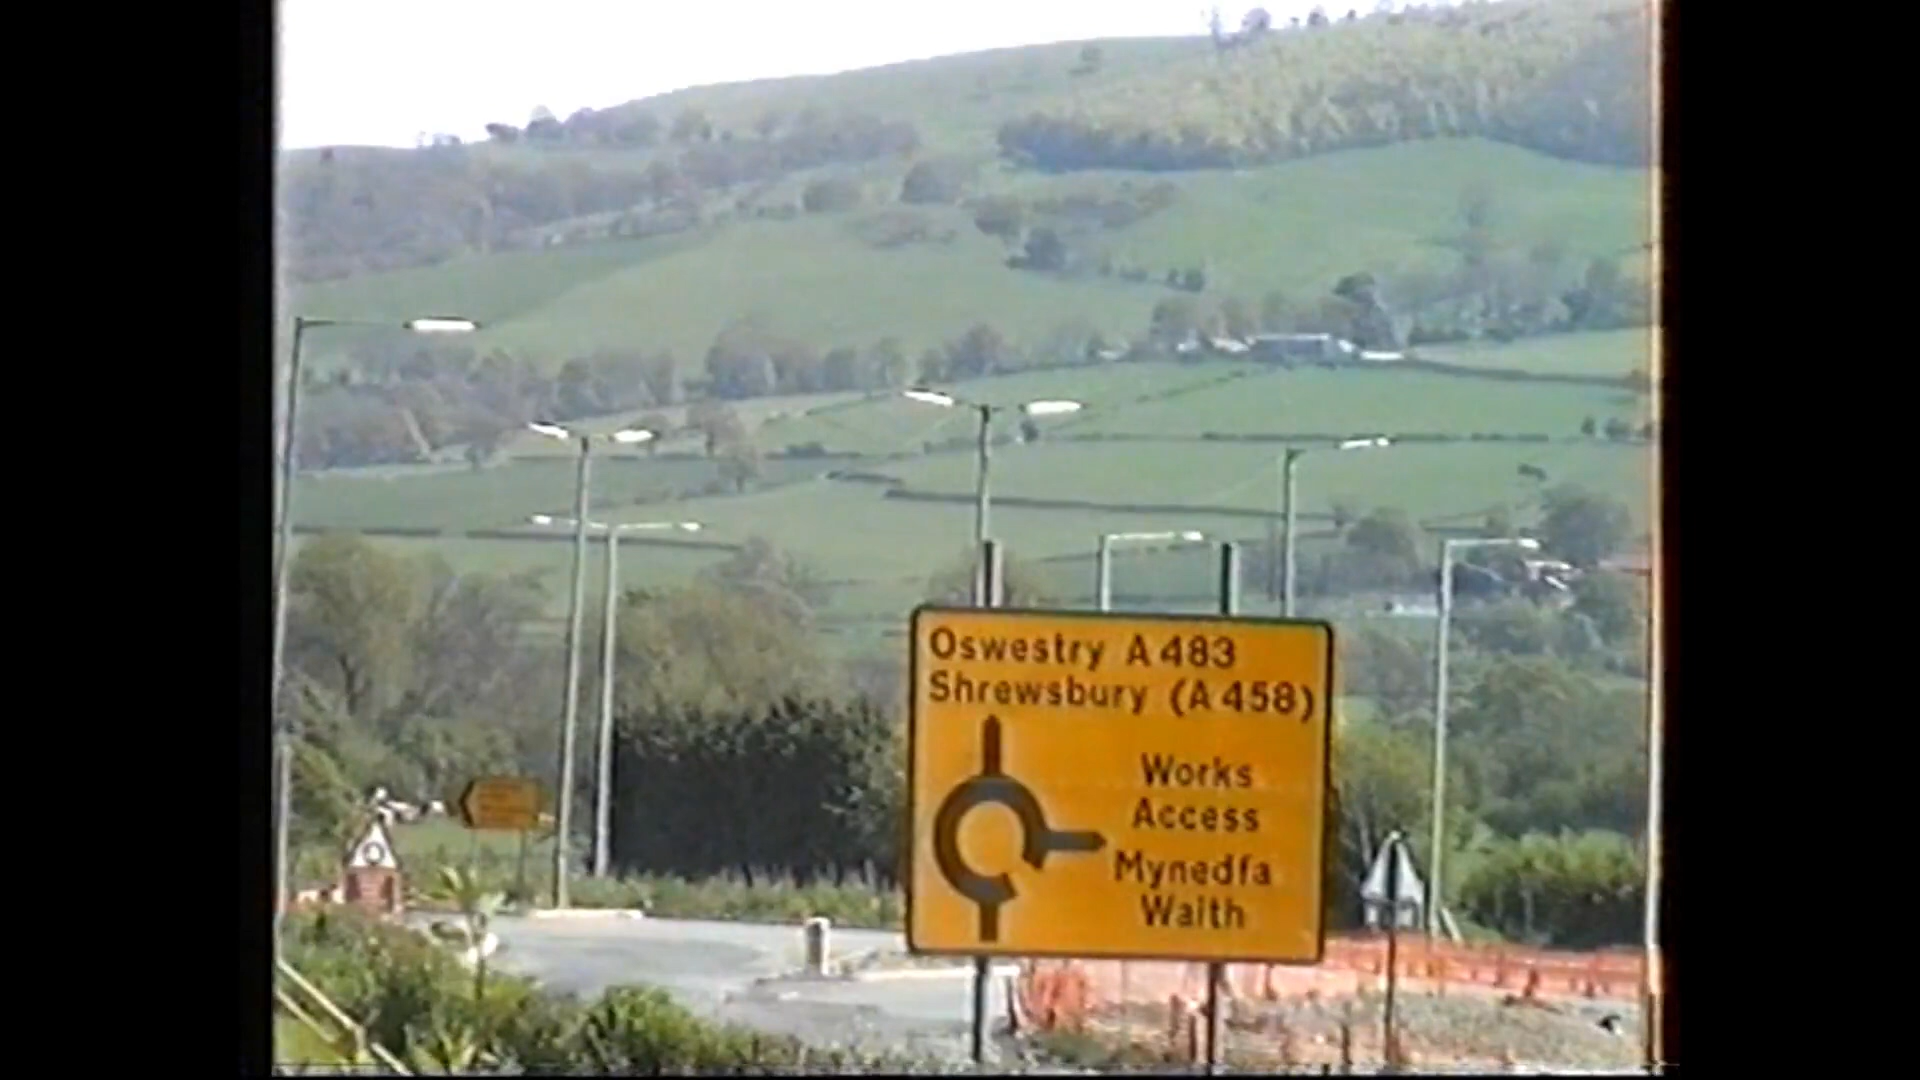 Oswestry A483
Shrewsbury (A458)
Works
Access
Mynedfa
Waith